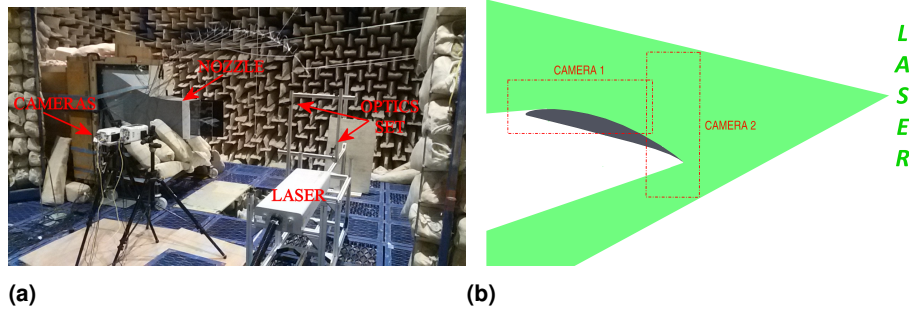 NOZZLE
CAMERAS
OPTICS
SET
LASER
(a)
CAMERA 1
CAMERA 2
L
A
S
E
R
(b)